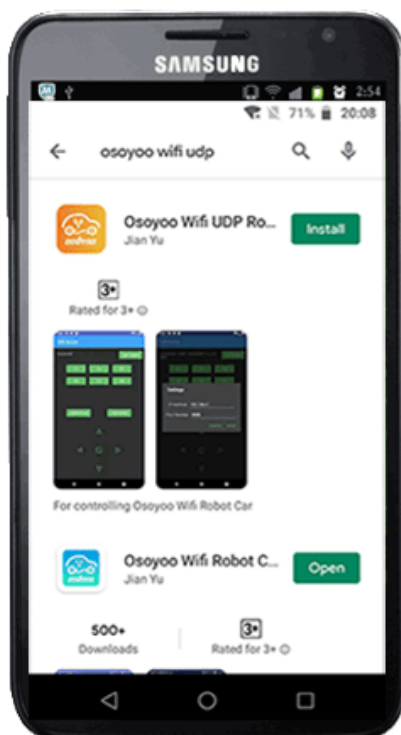 SAMSUNG
2:54
71% 20:08
osoyoo wifi udp
Osoyoo Wifi UDP Ro...
Jian Yu
Install
3+
Rated for 3+
Settings
For controlling Osoyoo Wifi Robot Car
Osoyoo Wifi Robot C...
Jian Yu
Open
500+
Downloads
3+
Rated for 3+